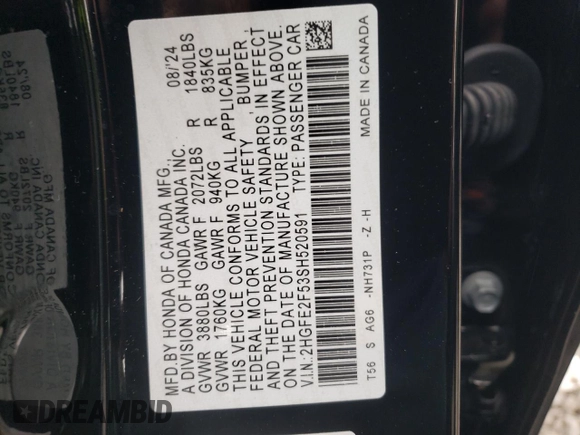 MFD.BY HONDA OF CANADA MFG., 08/'24
A DIVISION OF HONDA CANADA INC.
GVWR 3880LBS GAWR F 2072LBS R 1840LBS
GVWR 1760KG GAWR F 940KG R 835KG
THIS VEHICLE CONFORMS TO ALL APPLICABLE
FEDERAL MOTOR VEHICLE SAFETY, BUMPER,
AND THEFT PREVENTION STANDARDS, IN EFFECT
ON THE DATE OF MANUFACTURE SHOWN ABOVE.
V.I.N.:2HGFE2F53SH520591 TYPE: PASSENGER CAR
T56 S AG6 -NH731P -Z -H MADE IN CANADA
DREAMBID